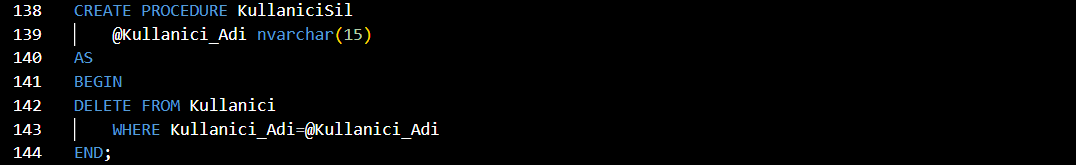 138 CREATE PROCEDURE KullaniciSil
139 @Kullanici_Adi nvarchar(15)
140 AS
141 BEGIN
142 DELETE FROM Kullanici
143 WHERE Kullanici_Adi=@Kullanici_Adi
144 END;